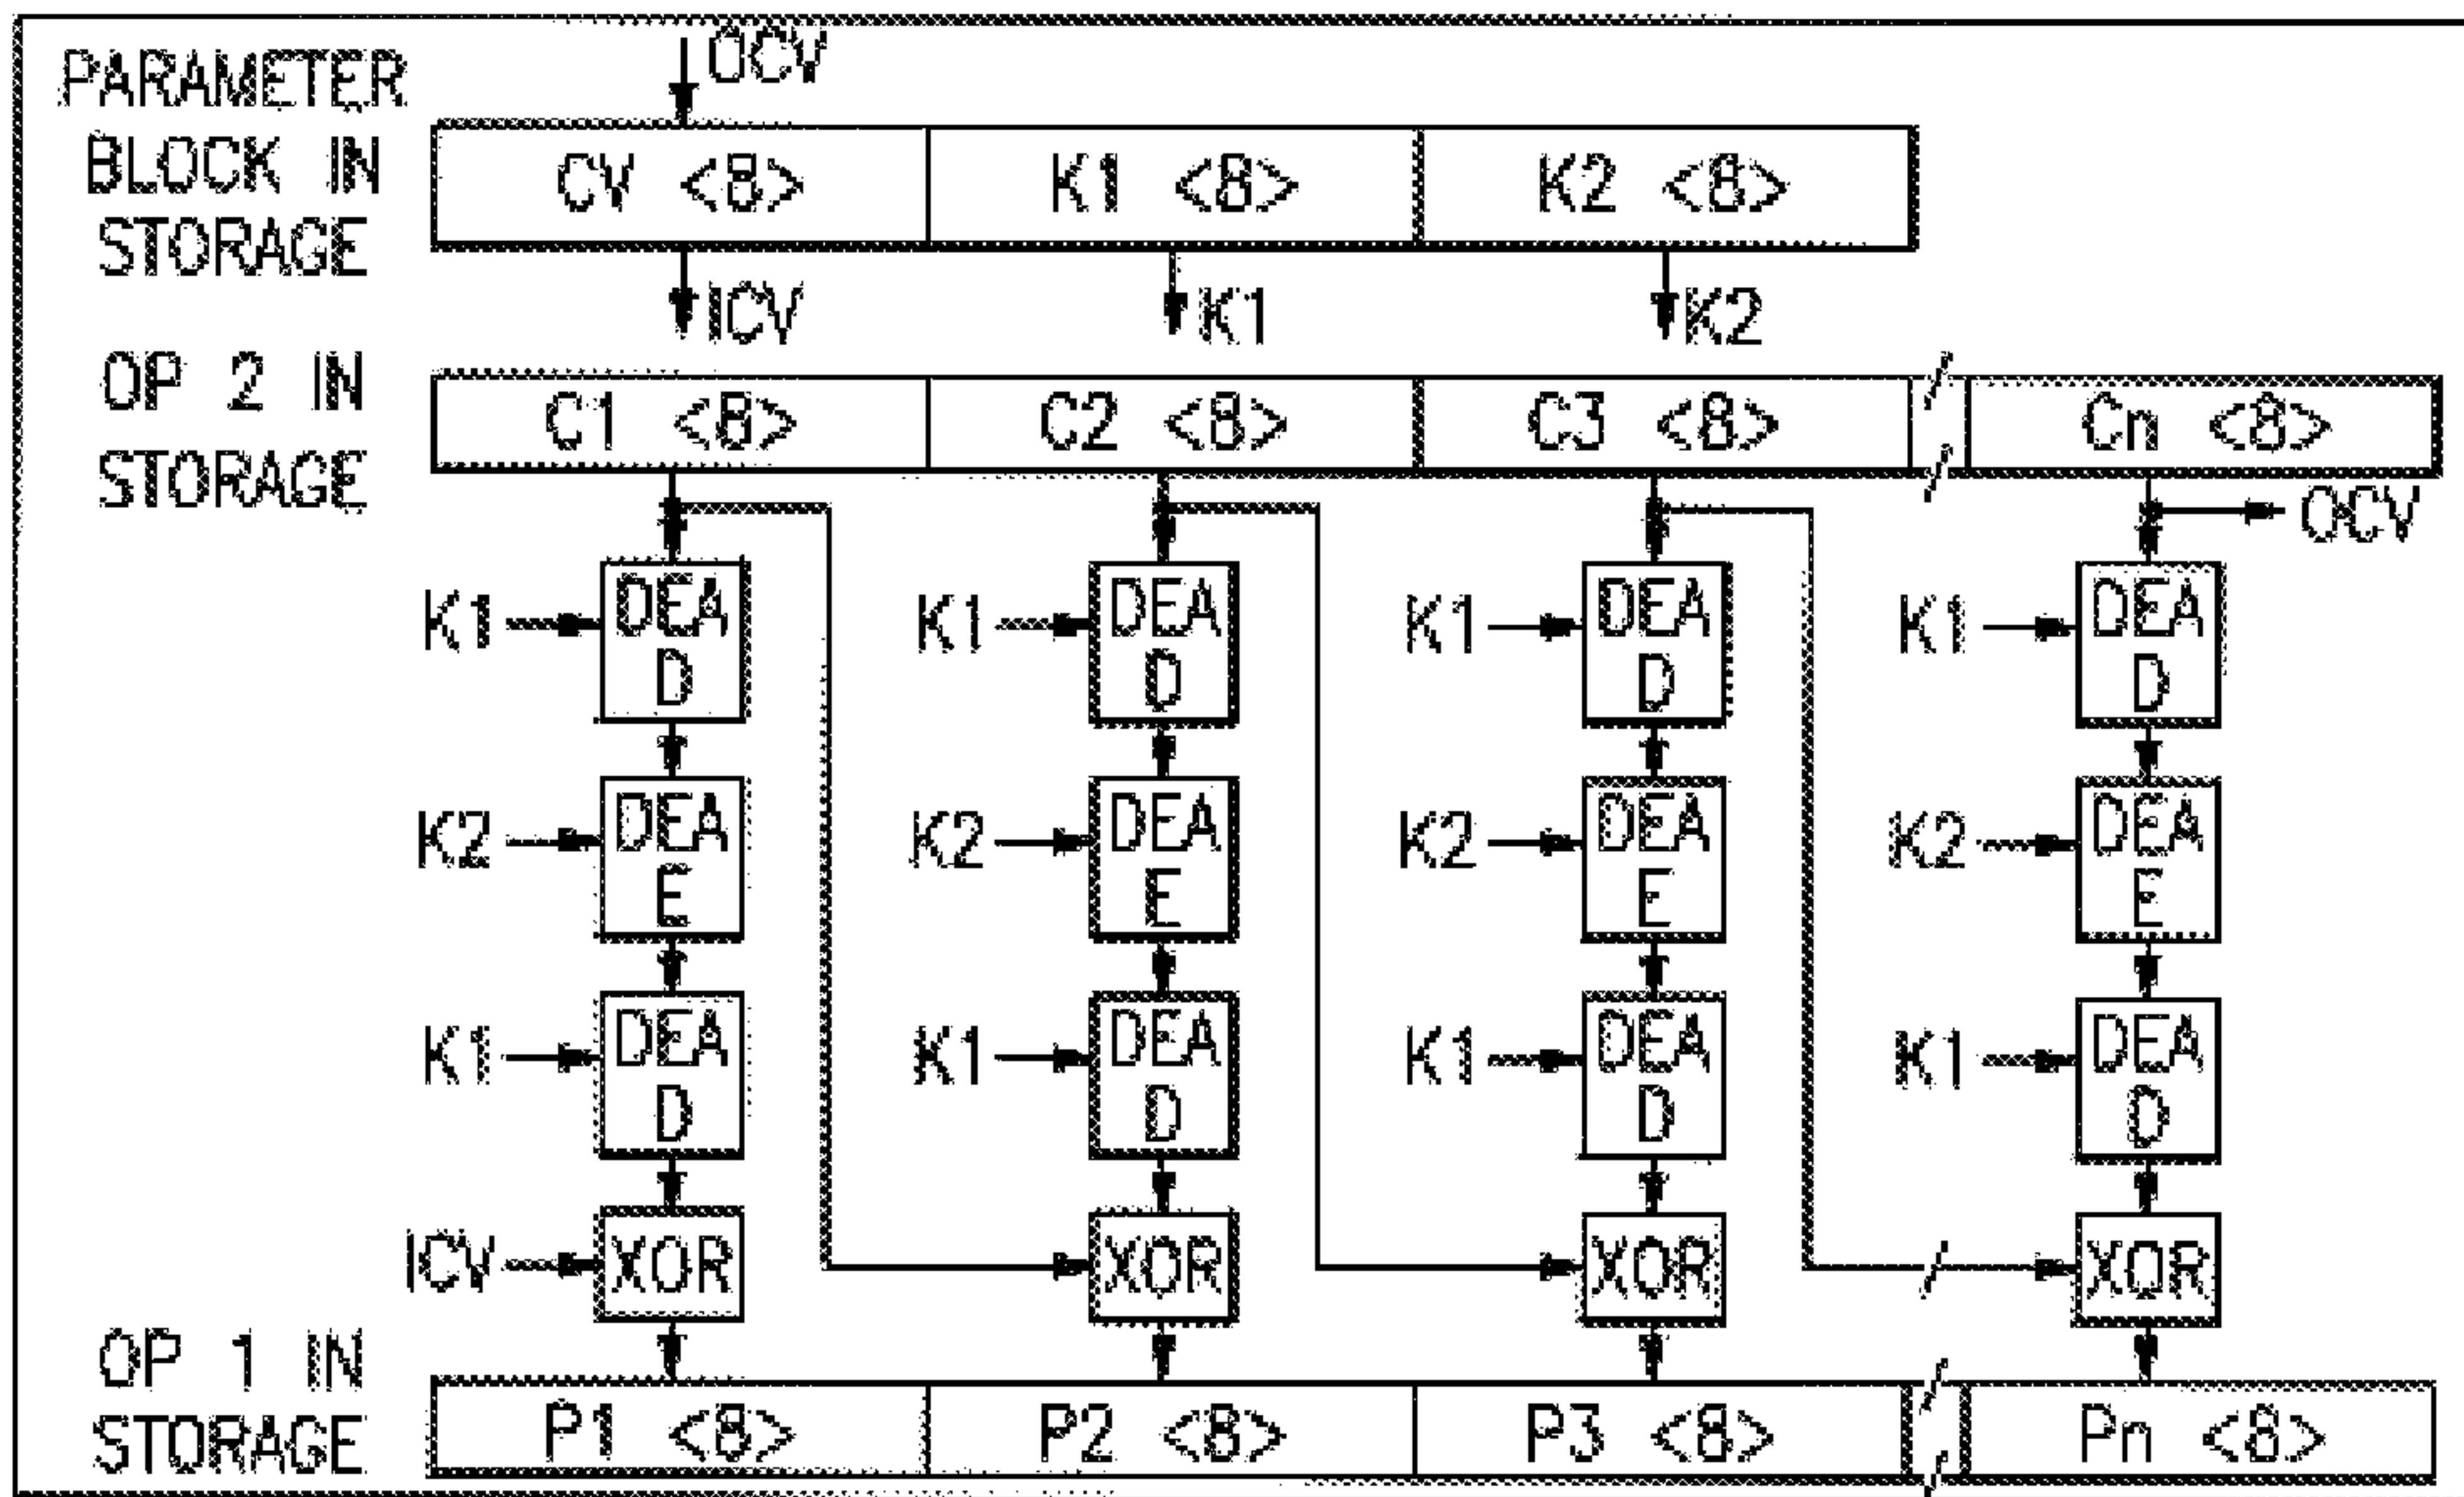 OCV
PARAMETER
BLOCK IN
STORAGE
CV <8> K1 <8> K2 <8>
ICV K1 K2
OP 2 IN
STORAGE
C1 <8> C2 <8> C3 <8> Cn <8>
OCV
K1 DEA K1 DEA K1 DEA K1 DEA
D D D D
K2 DEA K2 DEA K2 DEA K2 DEA
E E E E
K1 DEA K1 DEA K1 DEA K1 DEA
D D D D
ICV XOR XOR XOR XOR
OP 1 IN
STORAGE
P1 <8> P2 <8> P3 <8> Pn <8>